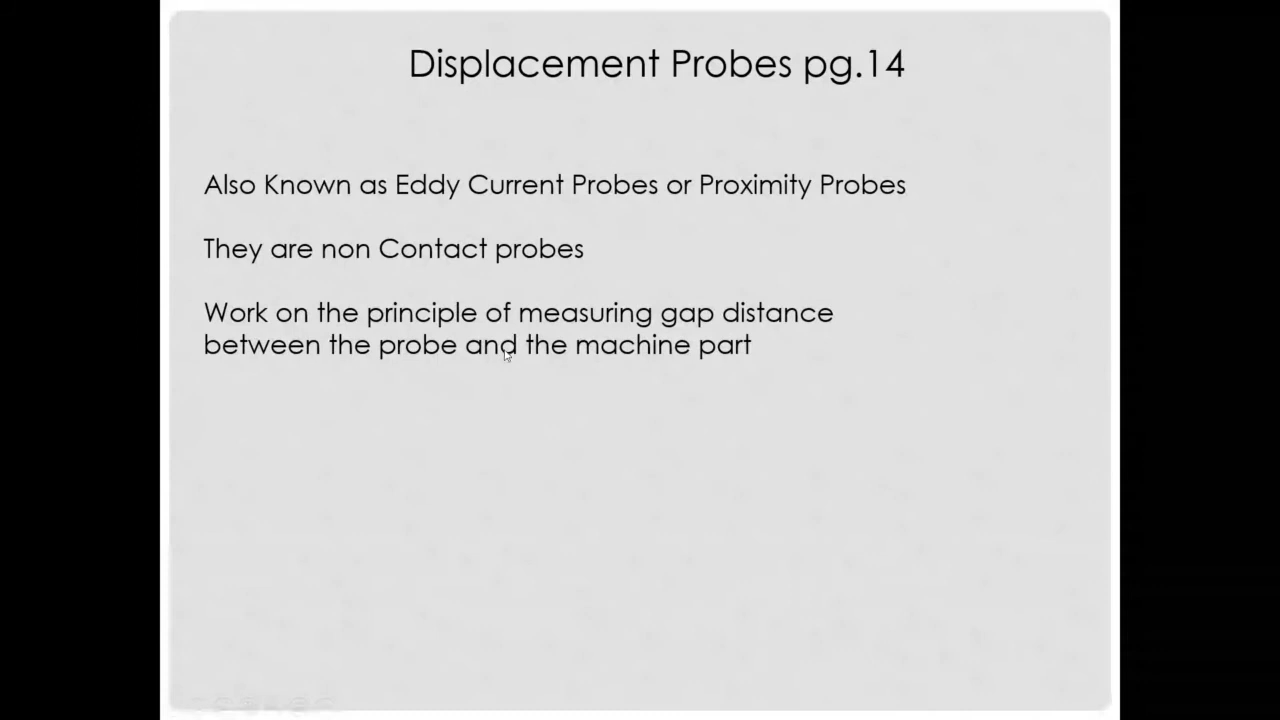 Displacement Probes pg.14
Also Known as Eddy Current Probes or Proximity Probes
They are non Contact probes
Work on the principle of measuring gap distance
between the probe and the machine part